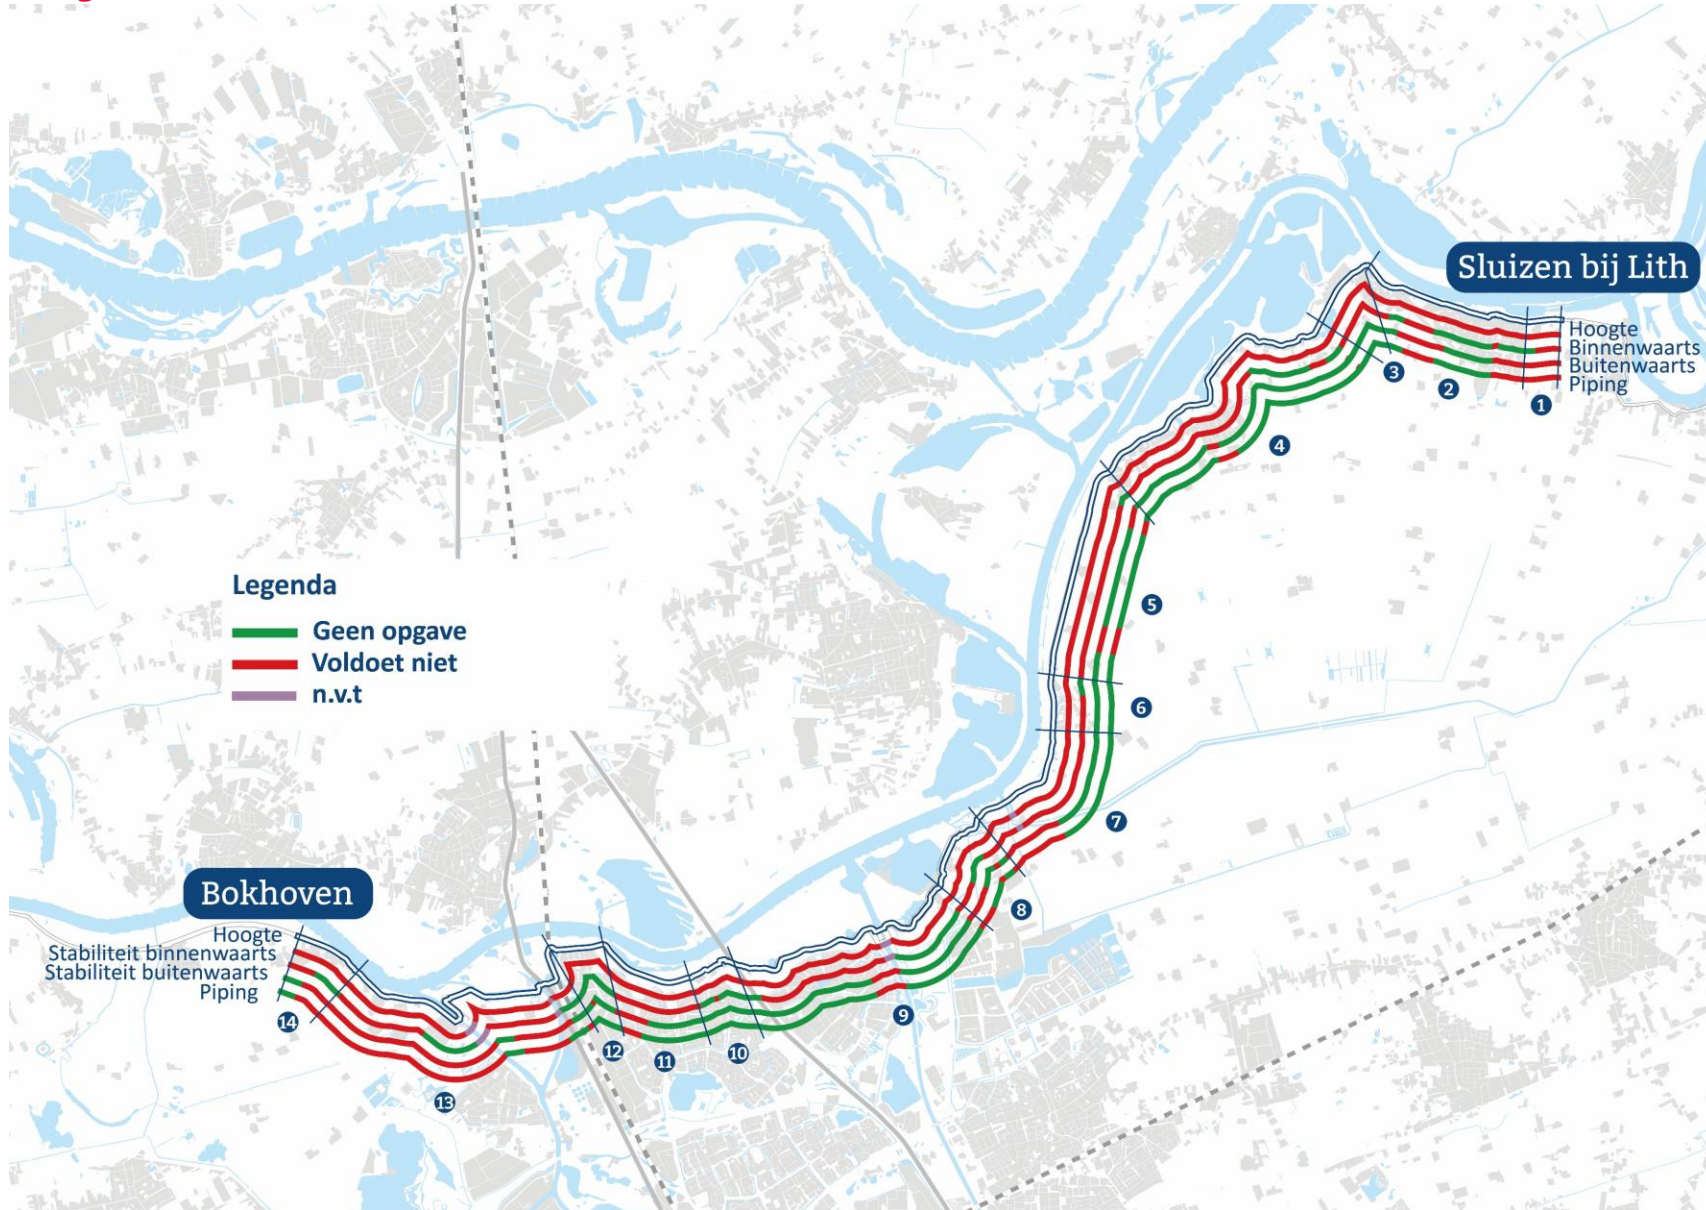 Sluizen bij Lith
Hoogte
Binnenwaarts
Buitenwaarts
Piping
1
2
3
4
5
6
7
8
9
10
11
12
13
14
Legenda
Geen opgave
Voldoet niet
n.v.t
Bokhoven
Hoogte
Stabiliteit binnenwaarts
Stabiliteit buitenwaarts
Piping